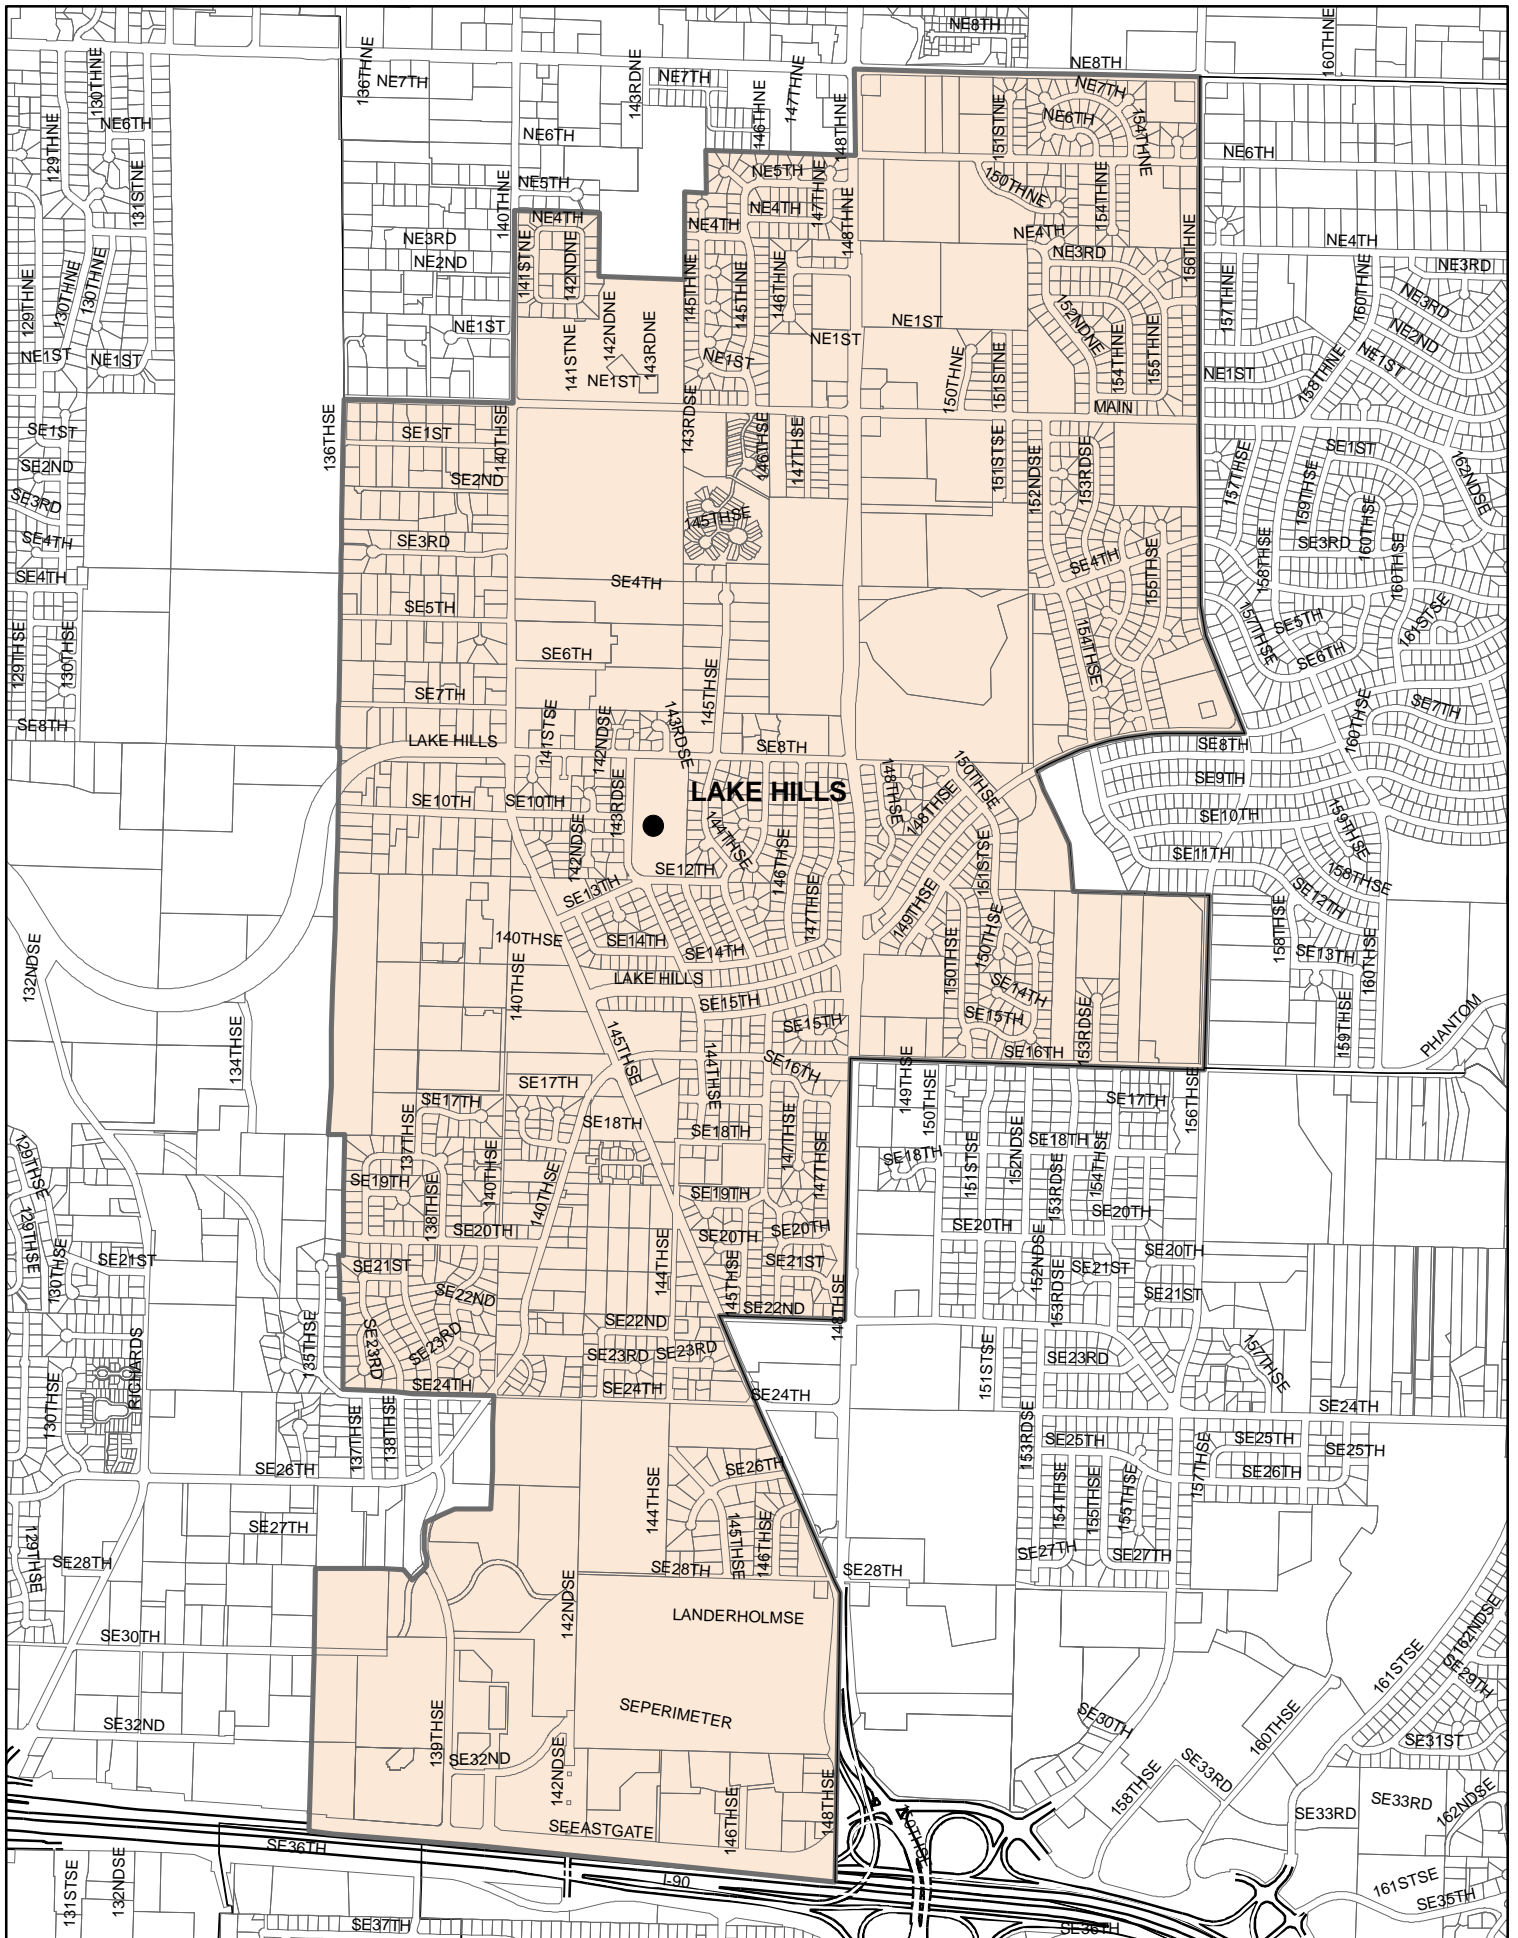 NE8TH
136THNE
160THNE
130THNE
NE7TH
143RDNE
NE7TH
147THNE
NE8TH
NE7TH
NE6TH
146THNE
148THNE
151STNE
NE6TH
154THNE
129THNE
NE6TH
NE6TH
131STNE
140THNE
NE5TH
NE5TH
147THNE
150THNE
154THNE
NE4TH
NE4TH
NE4TH
148THNE
NE4TH
156THNE
NE4TH
NE3RD
NE2ND
141STNE
142NDNE
145THNE
145THNE
146THNE
NE3RD
157THNE
160THNE
NE3RD
129THNE
130THNE
130THNE
NE3RD
NE1ST
142NDNE
143RDNE
NE1ST
NE1ST
152NDNE
NE2ND
NE1ST
NE1ST
141STNE
NE1ST
NE1ST
150THNE
151STNE
154THNE
155THNE
NE1ST
158THNE
NE1ST
MAIN
136THSE
SE1ST
SE1ST
140THSE
143RDSE
146THSE
147THSE
151STSE
152NDSE
153RDSE
157THSE
SE1ST
162NDSE
SE2ND
SE2ND
159THSE
SE3RD
145THSE
160THSE
SE4TH
SE3RD
SE3RD
SE4TH
SE4TH
SE4TH
155THSE
158THSE
160THSE
SE5TH
157THSE
SE5TH
161STSE
129THSE
130THSE
SE6TH
154THSE
SE6TH
SE7TH
145THSE
SE7TH
SE8TH
141STSE
142NDSE
143RDSE
160THSE
LAKE HILLS
SE8TH
SE8TH
SE10TH
SE10TH
143RDSE
LAKE HILLS
148THSE
148THSE
150THSE
SE9TH
SE10TH
159THSE
142NDSE
144THSE
146THSE
151STSE
SE11TH
158THSE
SE12TH
SE13TH
147THSE
149THSE
SE12TH
132NDSE
140THSE
SE14TH
SE14TH
150THSE
150THSE
158THSE
SE13TH
160THSE
140THSE
LAKE HILLS
SE14TH
SE15TH
SE15TH
SE15TH
153RDSE
159THSE
PHANTOM
134THSE
145THSE
144THSE
SE16TH
149THSE
SE16TH
SE17TH
150THSE
SE17TH
SE17TH
156THSE
137THSE
SE18TH
SE18TH
147THSE
147THSE
SE18TH
151STSE
152NDSE
SE18TH
154THSE
129THSE
SE19TH
138THSE
140THSE
140THSE
SE19TH
153RDSE
SE20TH
129THSE
SE20TH
SE20TH
SE20TH
SE20TH
SE20TH
130THSE
SE21ST
SE21ST
144THSE
145THSE
SE21ST
152NDSE
153RDSE
SE21ST
SE21ST
SE22ND
SE22ND
SE22ND
148THSE
RICHARDS
135THSE
SE23RD
SE23RD
SE23RD
SE23RD
151STSE
SE23RD
157THSE
130THSE
SE24TH
SE24TH
SE24TH
SE24TH
137THSE
138THSE
153RDSE
SE25TH
157THSE
SE25TH
SE25TH
SE26TH
144THSE
SE26TH
SE26TH
SE27TH
145THSE
146THSE
154THSE
155THSE
155THSE
129THSE
SE28TH
SE28TH
SE28TH
SE27TH
SE27TH
142NDSE
LANDERHOLMSE
SE30TH
162NDSE
161STSE
SE29TH
139THSE
SEPERIMETER
SE30TH
160THSE
SE32ND
SE32ND
142NDSE
158THSE
SE33RD
SE31ST
148THSE
150THSE
SE33RD
SE33RD
162NDSE
146THSE
SEEASTGATE
SE36TH
131STSE
132NDSE
I-90
161STSE
SE35TH
SE37TH
SE36TH